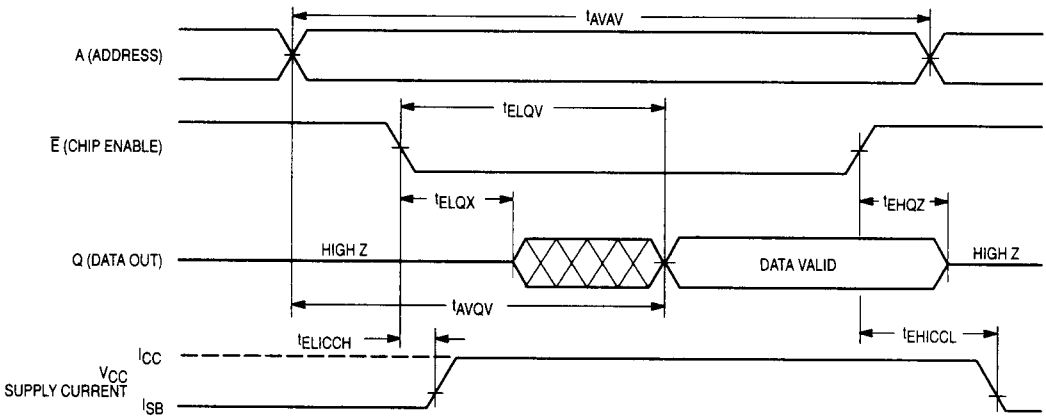 tAVAV
A (ADDRESS)
tELQV
E̅ (CHIP ENABLE)
tELQX
tEHQZ
Q (DATA OUT)
HIGH Z
DATA VALID
HIGH Z
tAVQV
tELICCH
tEHICCL
ICC
VCC
SUPPLY CURRENT
ISB